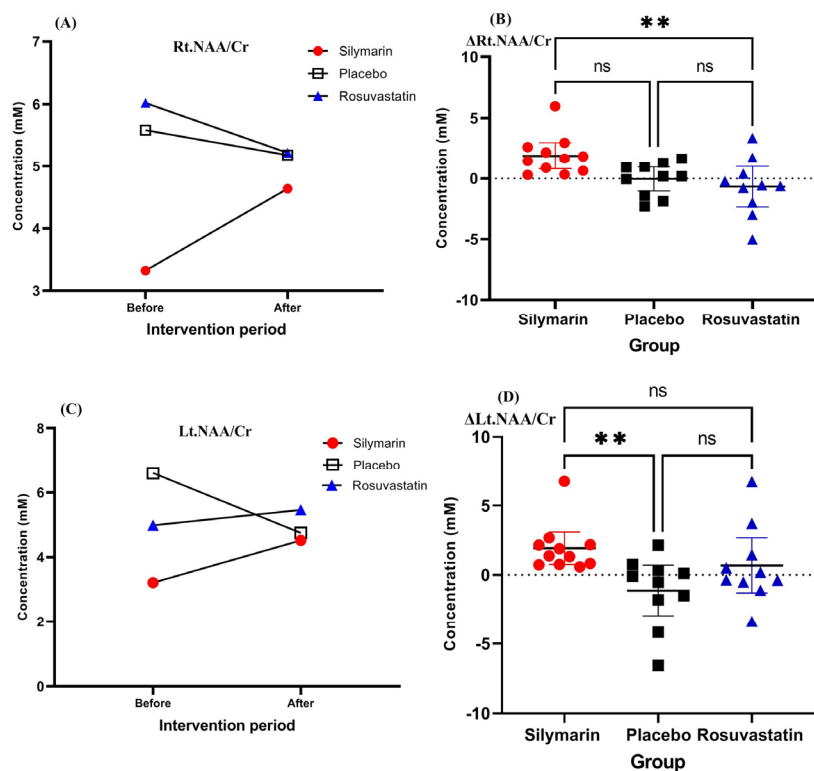 (A)
Rt.NAA/Cr
Silymarin
Placebo
Rosuvastatin
Concentration (mM)
7
6
5
4
3
Before
After
Intervention period
(B)
ΔRt.NAA/Cr
**
ns
ns
Concentration (mM)
10
5
0
-5
-10
Silymarin Placebo Rosuvastatin
Group
(C)
Lt.NAA/Cr
Silymarin
Placebo
Rosuvastatin
Concentration (mM)
8
6
4
2
0
Before
After
Intervention period
(D)
ΔLt.NAA/Cr
ns
**
ns
Concentration (mM)
10
5
0
-5
-10
Silymarin Placebo Rosuvastatin
Group